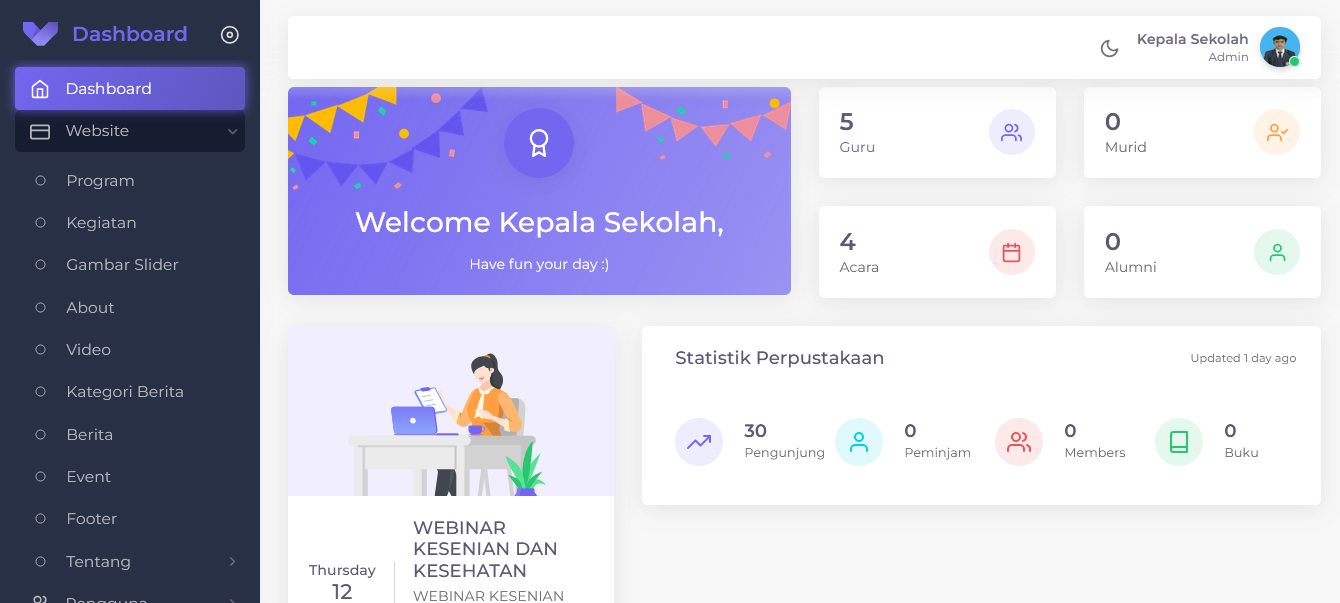 Dashboard
Dashboard
Website
Program
Kegiatan
Gambar Slider
About
Video
Kategori Berita
Berita
Event
Footer
Tentang
Pengguna
Kepala Sekolah
Admin
Welcome Kepala Sekolah,
Have fun your day :)
5
Guru
0
Murid
4
Acara
0
Alumni
Thursday
12
WEBINAR
KESENIAN DAN
KESEHATAN
WEBINAR KESENIAN
Statistik Perpustakaan
Updated 1 day ago
30
Pengunjung
0
Peminjam
0
Members
0
Buku